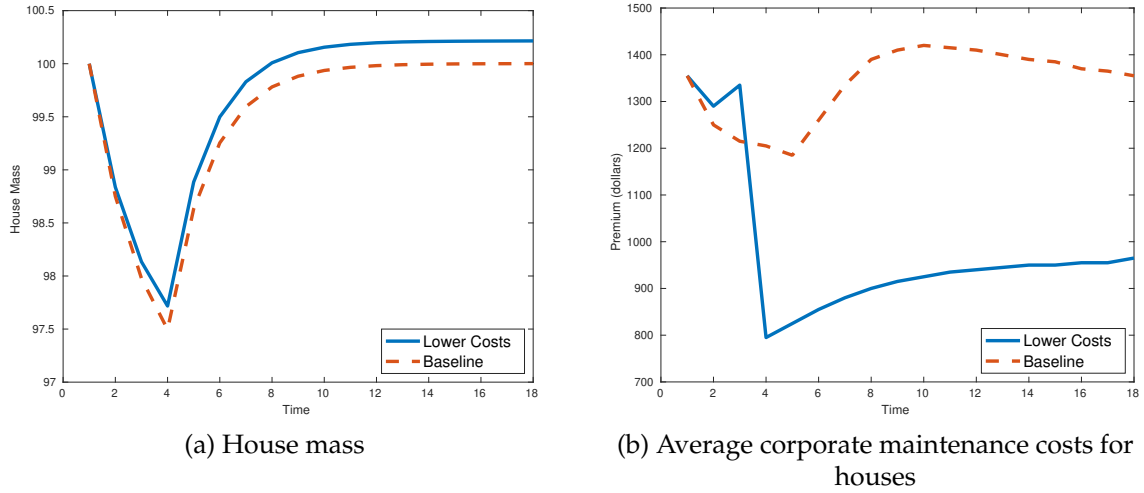 100.5
100
99.5
99
98.5
98
97.5
97
House Mass
0 2 4 6 8 10 12 14 16 18
Time
Lower Costs
Baseline
(a) House mass
1500
1400
1300
1200
1100
1000
900
800
700
Premium (dollars)
0 2 4 6 8 10 12 14 16 18
Time
Lower Costs
Baseline
(b) Average corporate maintenance costs for
houses